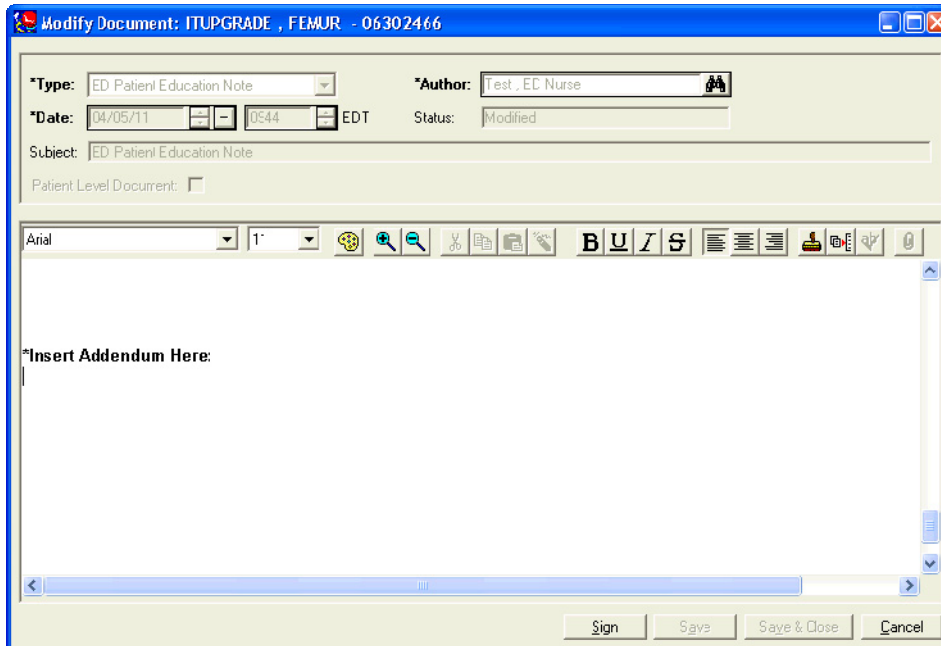 Modify Document: ITUPGRADE , FEMUR - 06302466
*Type: ED Patient Education Note *Author: Test , ED Nurse
*Date: 04/05/11 0944 EDT Status: Modified
Subject: ED Patient Education Note
Patient Level Document:
Arial 11 B U I S
*Insert Addendum Here:
Sign Save Save & Close Cancel